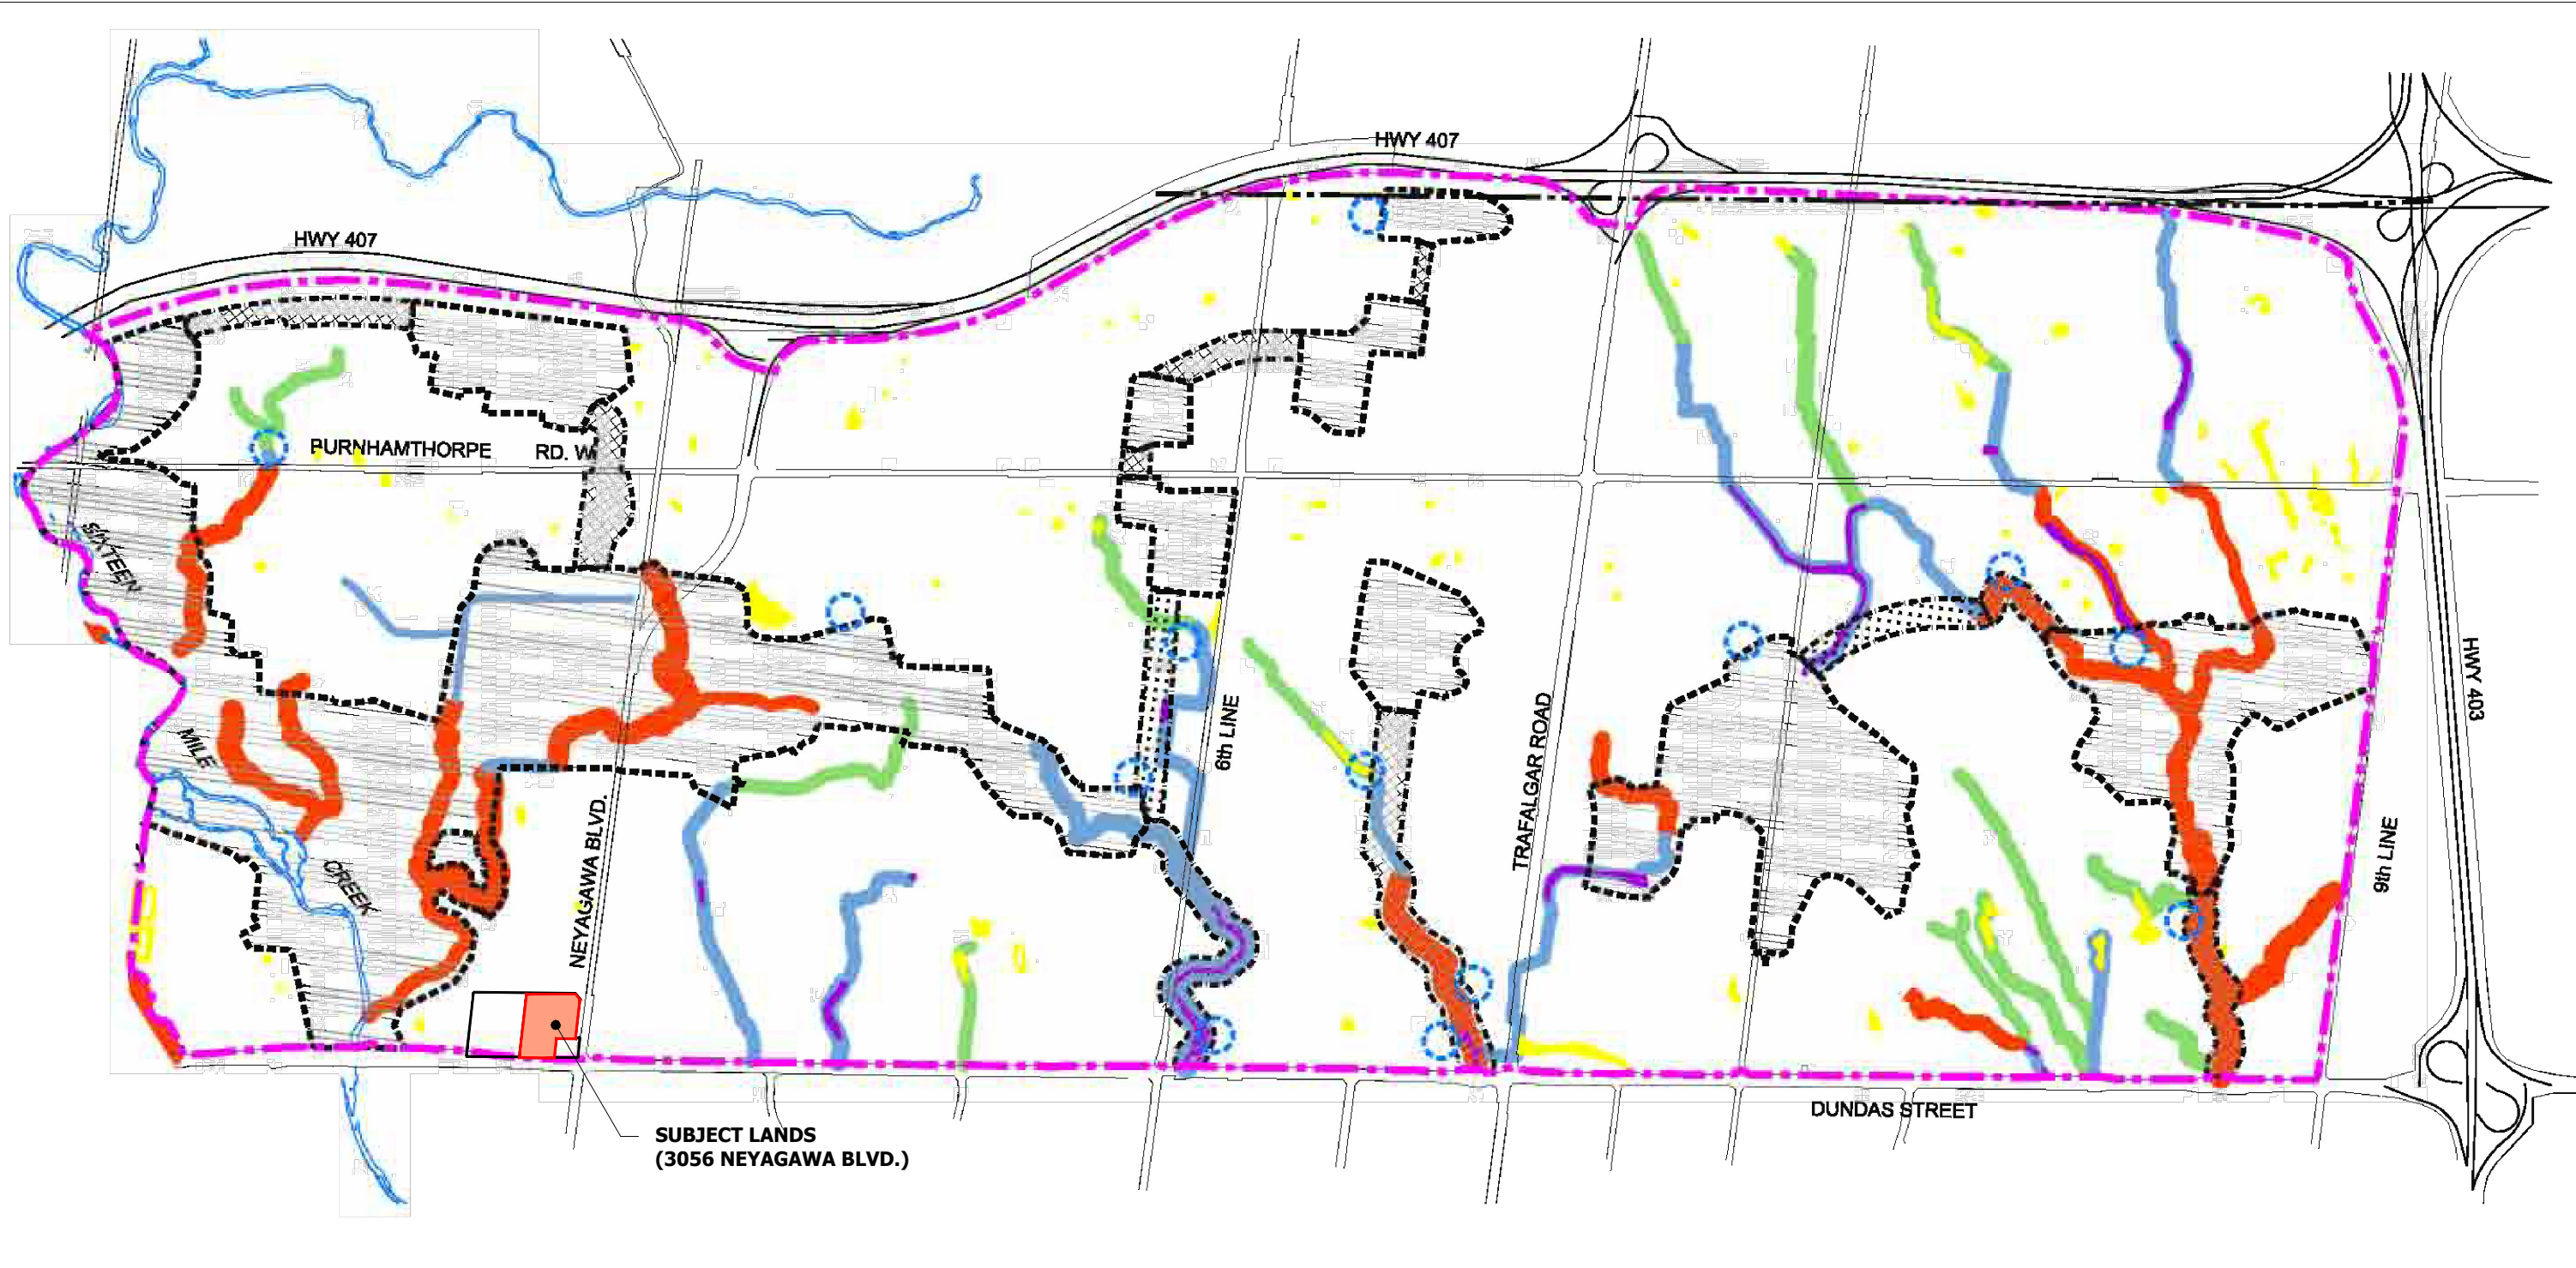 HWY 407
HWY 407
BURNHAMTHORPE RD. W
SIXTEEN
MILE
CREEK
NEYAGAWA BLVD.
6th LINE
TRAFALGAR ROAD
HWY 403
9th LINE
DUNDAS STREET
SUBJECT LANDS
(3056 NEYAGAWA BLVD.)